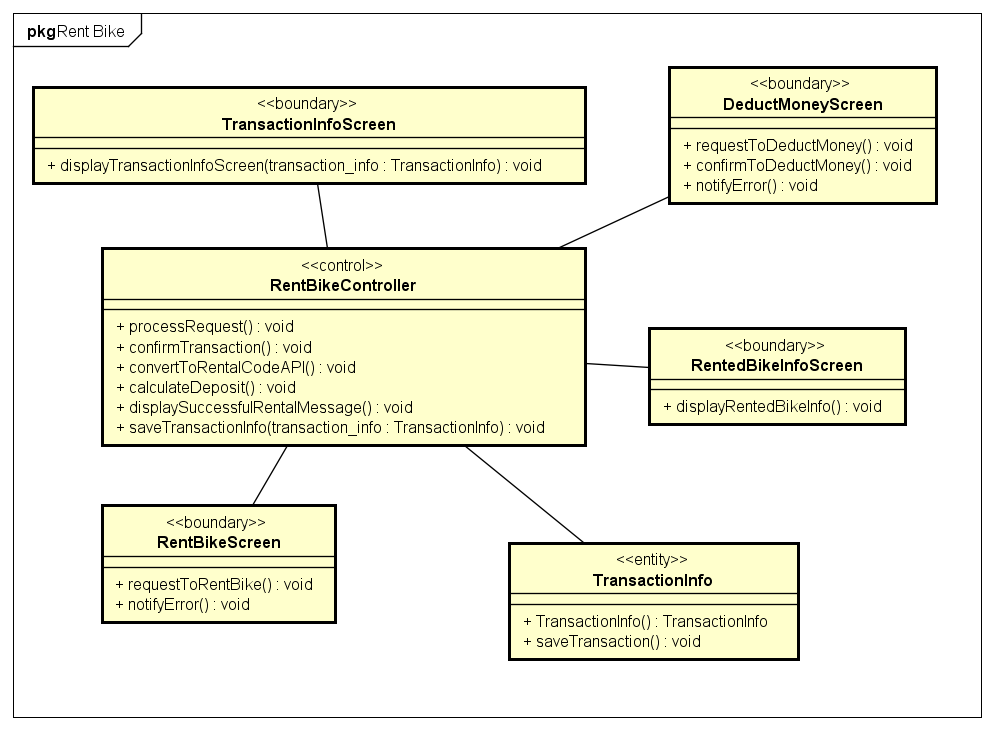 pkgRent Bike
<<boundary>>
TransactionInfoScreen
+ displayTransactionInfoScreen(transaction_info : TransactionInfo) : void
<<boundary>>
DeductMoneyScreen
+ requestToDeductMoney() : void
+ confirmToDeductMoney() : void
+ notifyError() : void
<<control>>
RentBikeController
+ processRequest() : void
+ confirmTransaction() : void
+ convertToRentalCodeAPI() : void
+ calculateDeposit() : void
+ displaySuccessfulRentalMessage() : void
+ saveTransactionInfo(transaction_info : TransactionInfo) : void
<<boundary>>
RentedBikeInfoScreen
+ displayRentedBikeInfo() : void
<<boundary>>
RentBikeScreen
+ requestToRentBike() : void
+ notifyError() : void
<<entity>>
TransactionInfo
+ TransactionInfo() : TransactionInfo
+ saveTransaction() : void